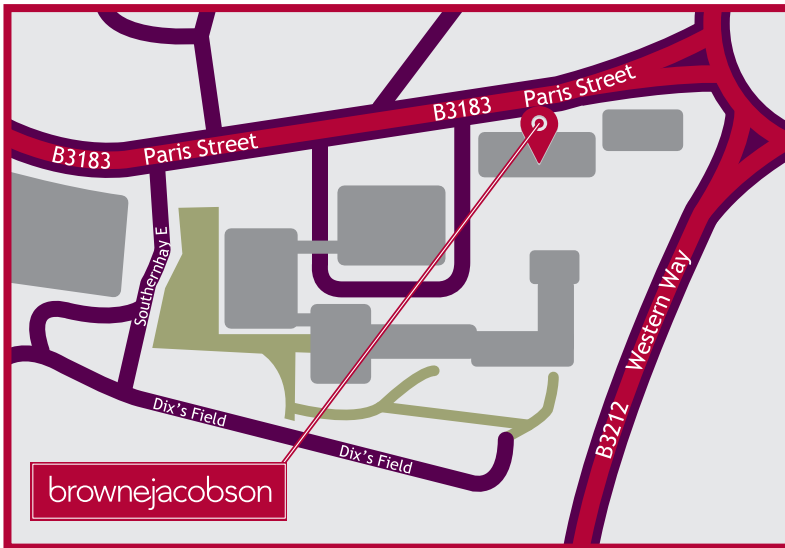 B3183 Paris Street
B3183 Paris Street
Southernhay E
Western Way
B3212
Dix's Field
Dix's Field
brownejacobson